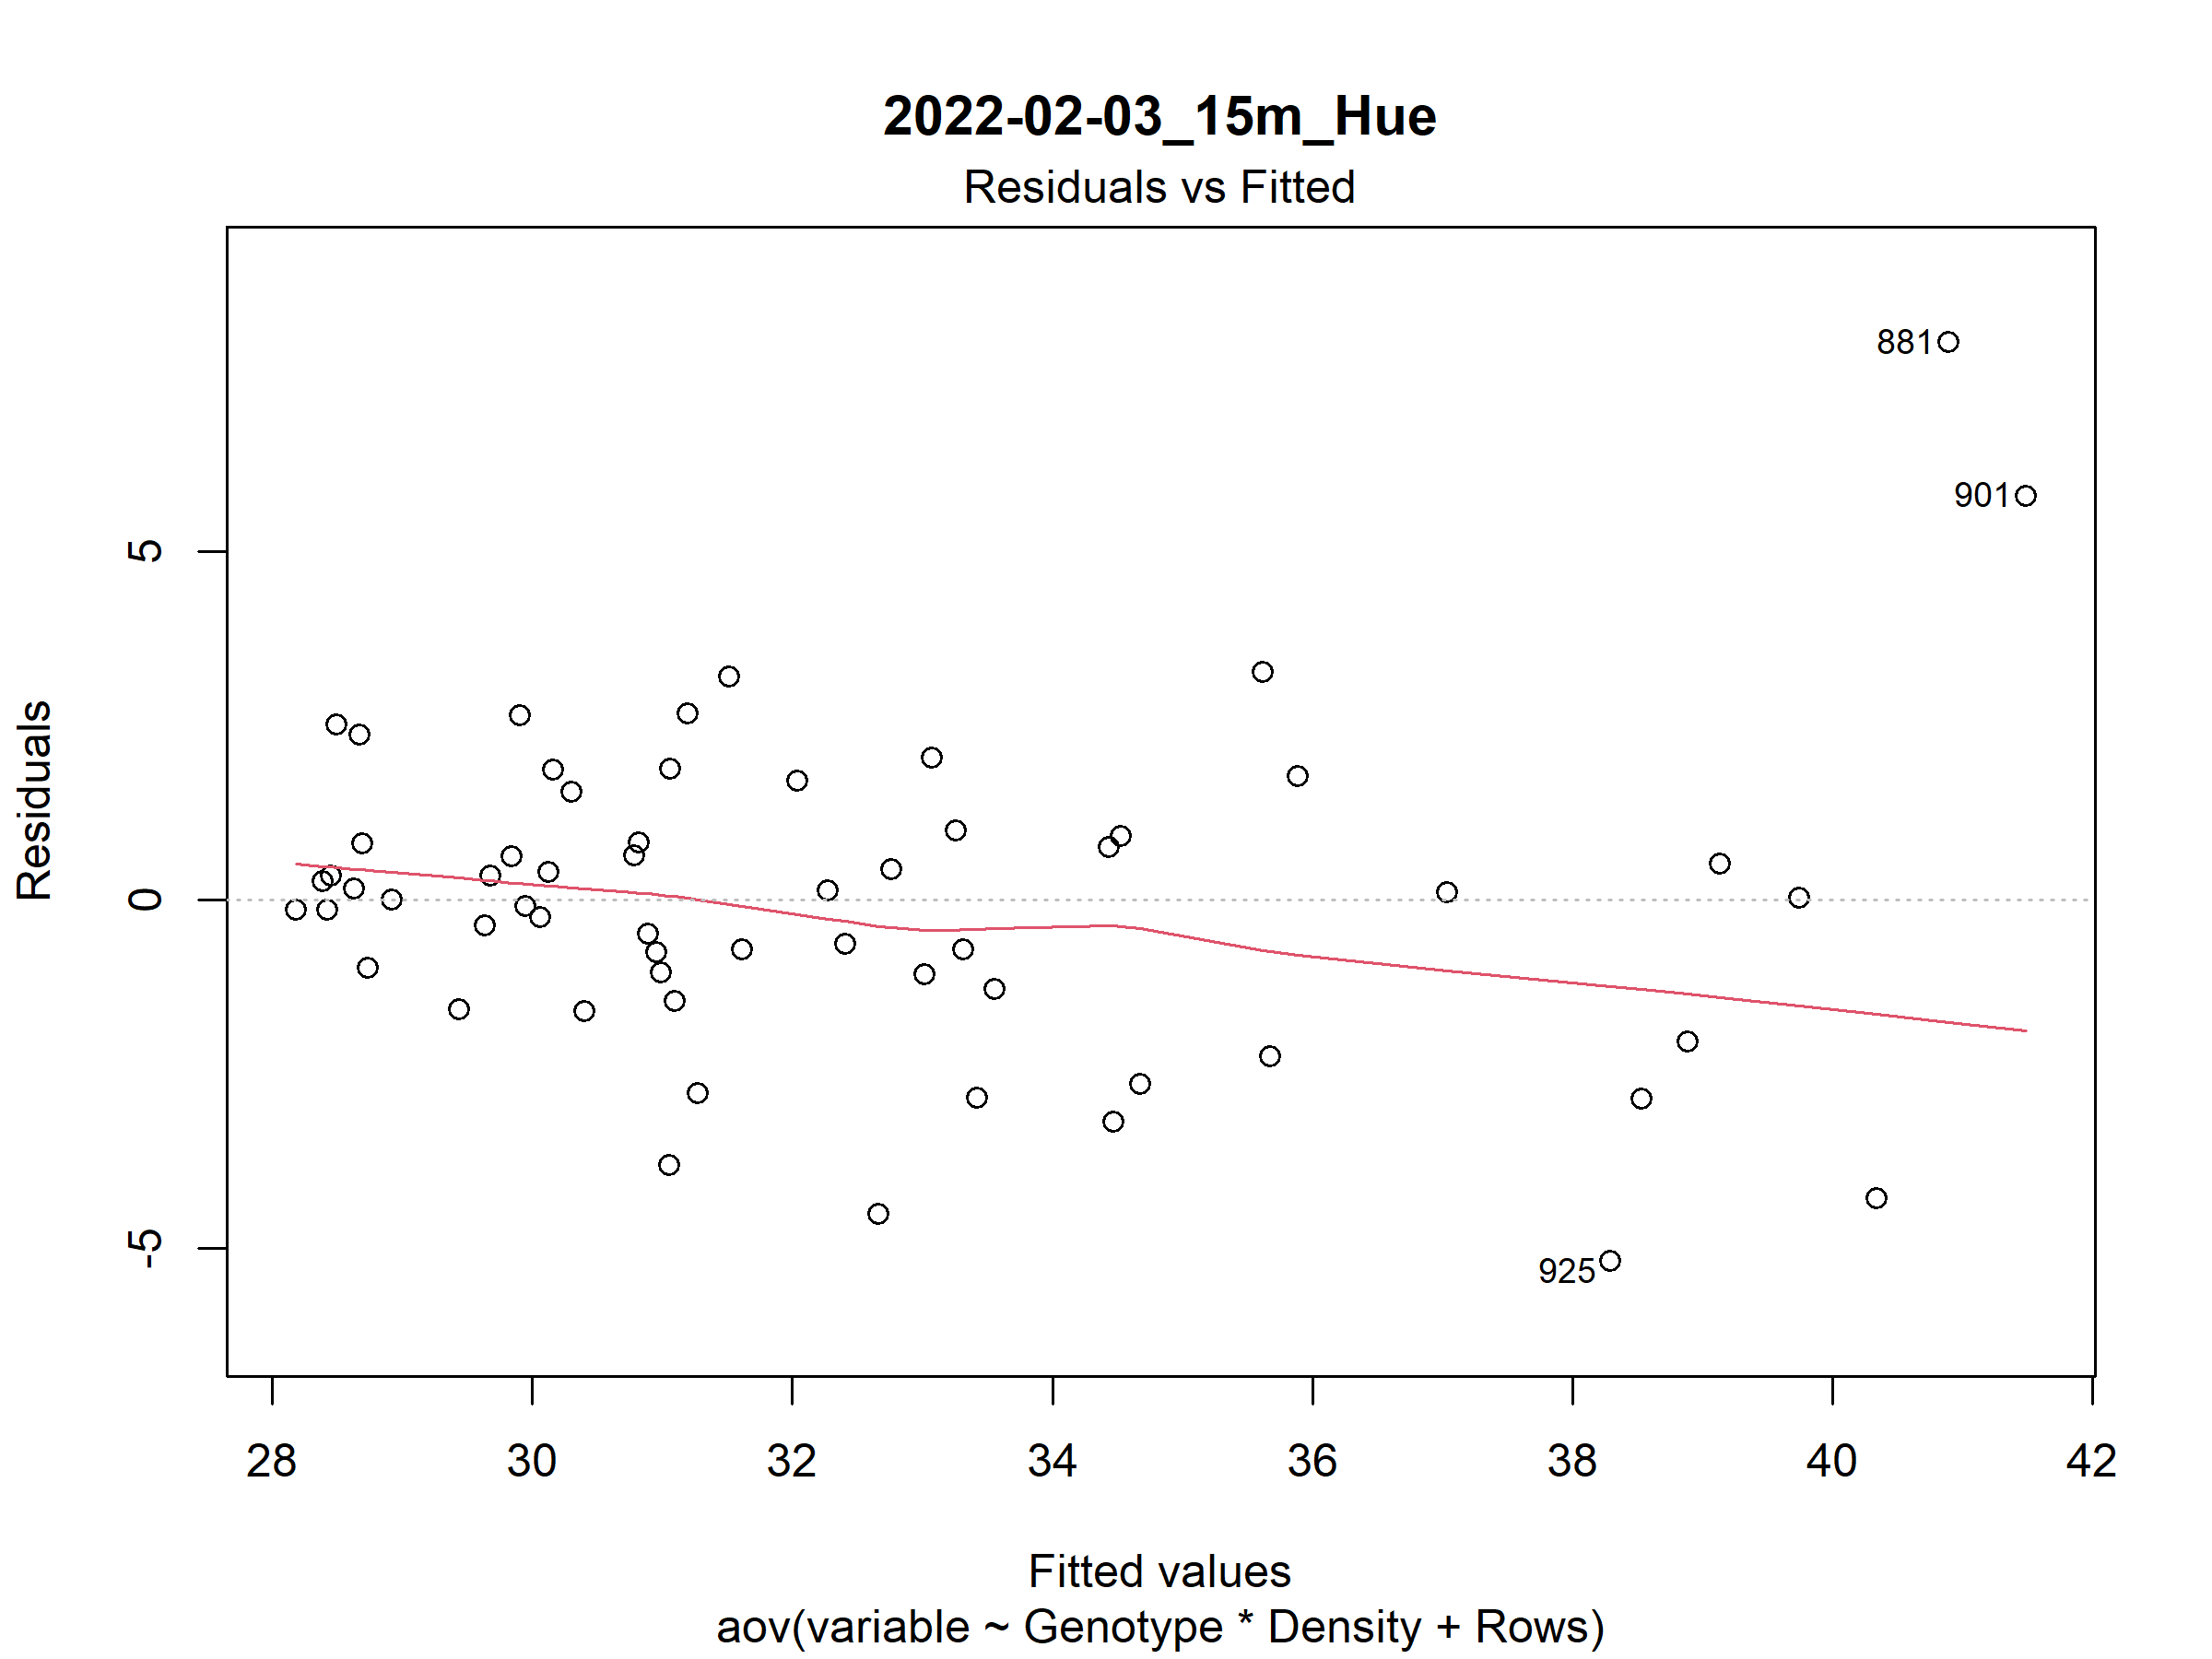 2022-02-03_15m_Hue
Residuals vs Fitted
881
901
5
Residuals
0
-5
925
28 30 32 34 36 38 40 42
Fitted values
aov(variable ~ Genotype * Density + Rows)